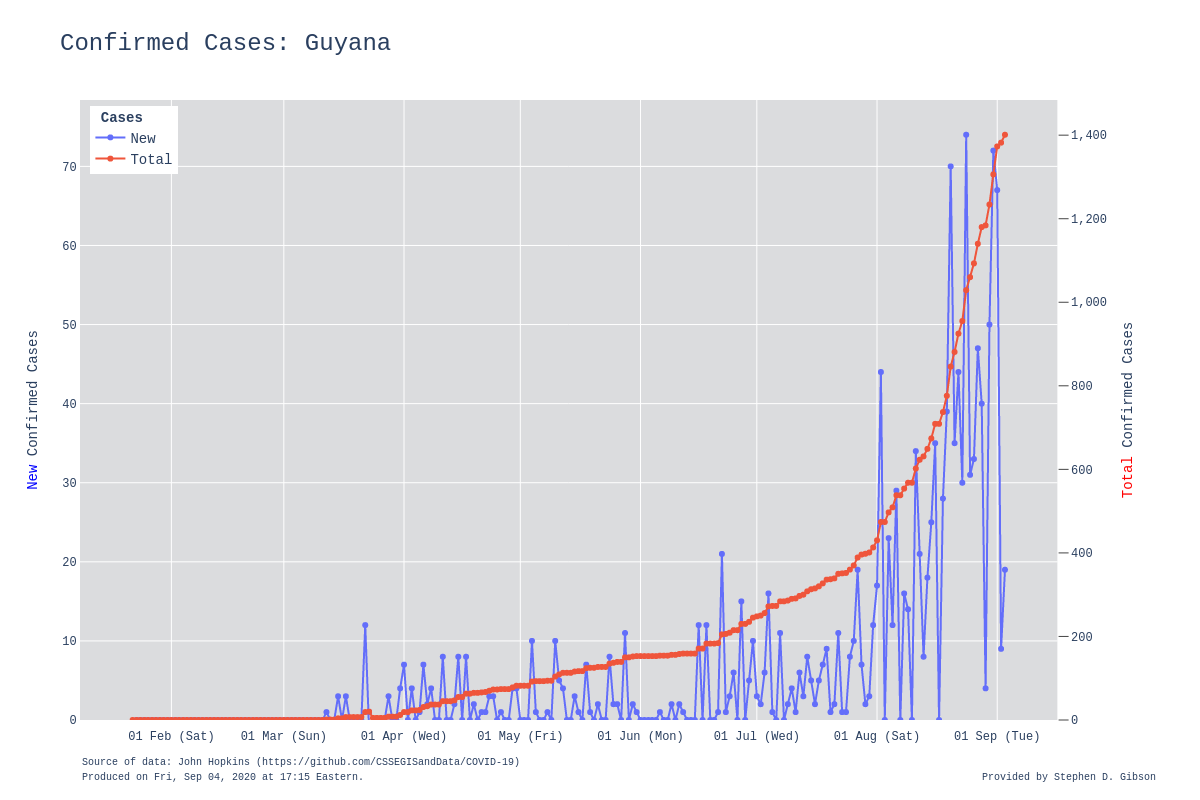 Confirmed Cases: Guyana
Cases
New
Total
70
60
50
40
30
20
10
0
1,400
1,200
1,000
800
600
400
200
0
New Confirmed Cases
Total Confirmed Cases
01 Feb (Sat)
01 Mar (Sun)
01 Apr (Wed)
01 May (Fri)
01 Jun (Mon)
01 Jul (Wed)
01 Aug (Sat)
01 Sep (Tue)
Source of data: John Hopkins (https://github.com/CSSEGISandData/COVID-19)
Produced on Fri, Sep 04, 2020 at 17:15 Eastern.
Provided by Stephen D. Gibson